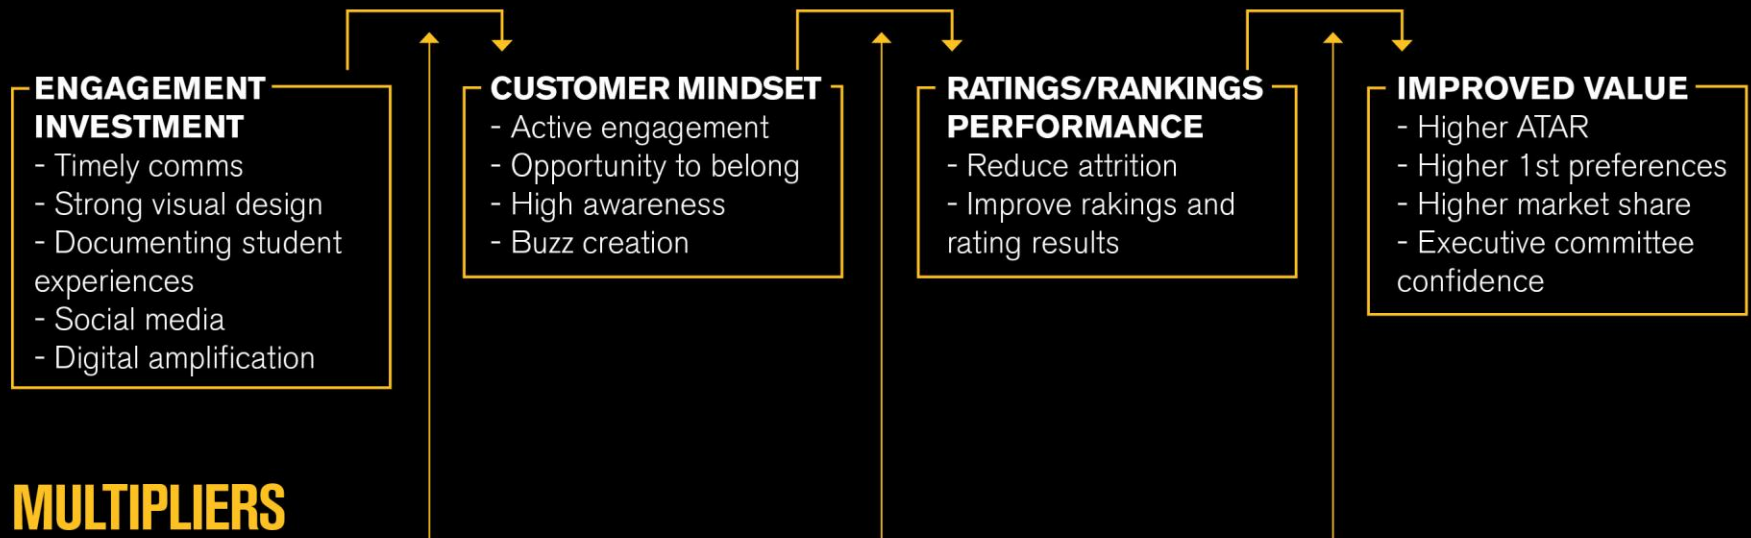 ENGAGEMENT
INVESTMENT
- Timely comms
- Strong visual design
- Documenting student
experiences
- Social media
- Digital amplification
CUSTOMER MINDSET
- Active engagement
- Opportunity to belong
- High awareness
- Buzz creation
RATINGS/RANKINGS
PERFORMANCE
- Reduce attrition
- Improve rakings and
rating results
IMPROVED VALUE
- Higher ATAR
- Higher 1st preferences
- Higher market share
- Executive committee
confidence
MULTIPLIERS